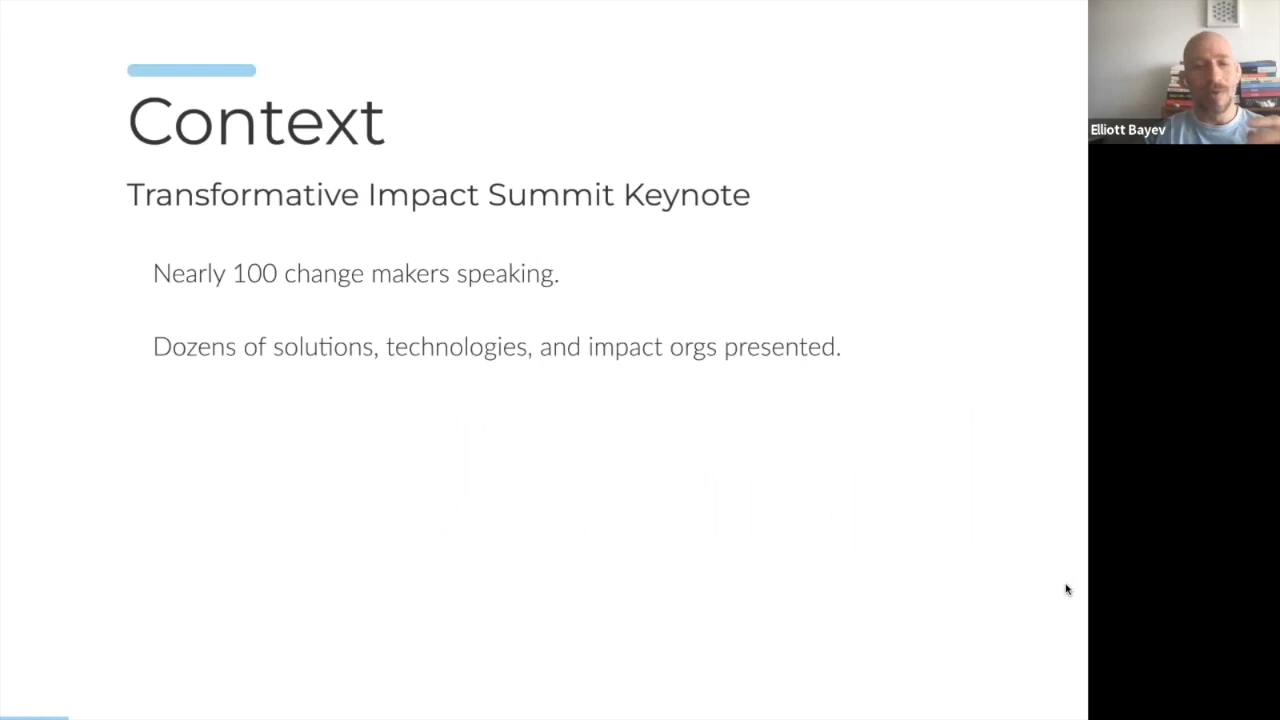 Context
Transformative Impact Summit Keynote
Nearly 100 change makers speaking.
Dozens of solutions, technologies, and impact orgs presented.
Elliott Bayev